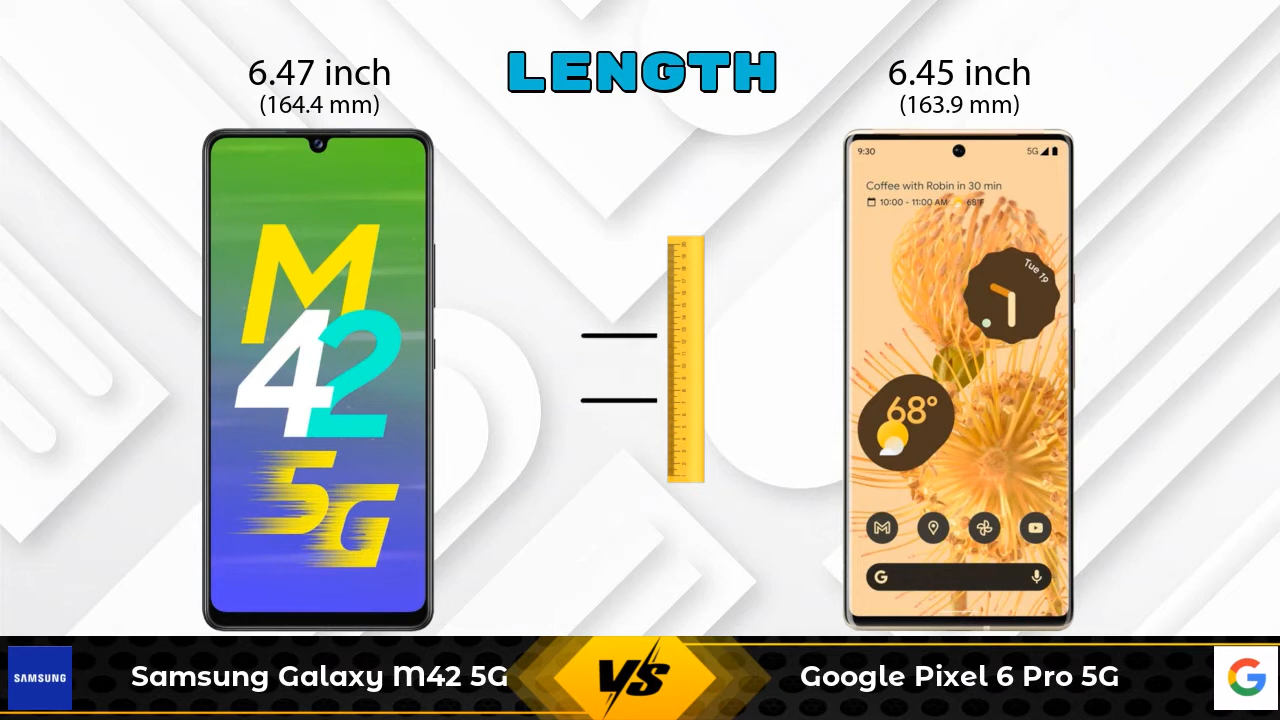 LENGTH
6.47 inch
(164.4 mm)
6.45 inch
(163.9 mm)
M
42
5G
9:30
5G
Coffee with Robin in 30 min
10:00 - 11:00 AM 68°F
Tue 19
68°
G
SAMSUNG
Samsung Galaxy M42 5G
VS
Google Pixel 6 Pro 5G
G